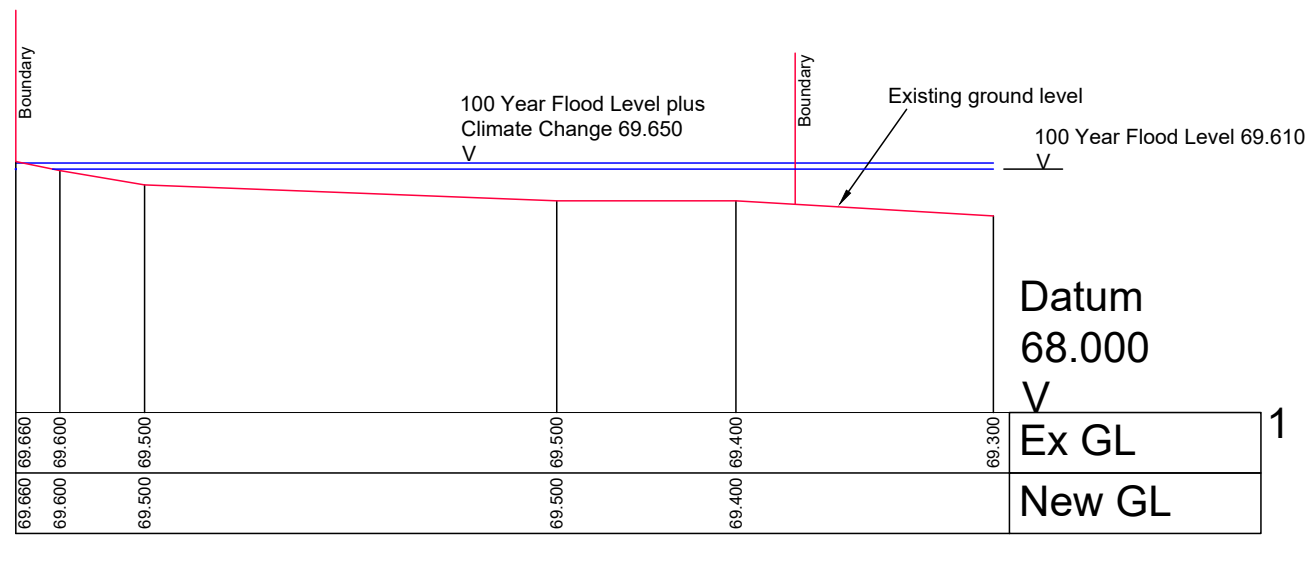 Boundary
100 Year Flood Level plus
Climate Change 69.650
V
Boundary
Existing ground level
100 Year Flood Level 69.610
V
Datum
68.000
V
69.660 69.600 69.500 69.500 69.400 69.300 Ex GL 1
69.660 69.600 69.500 69.500 69.400 New GL